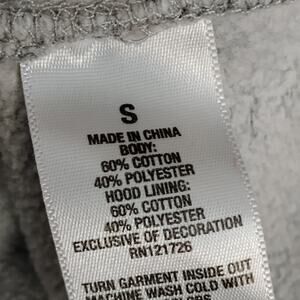 S
MADE IN CHINA
BODY:
60% COTTON
40% POLYESTER
HOOD LINING:
60% COTTON
40% POLYESTER
EXCLUSIVE OF DECORATION
RN121726
TURN GARMENT INSIDE OUT
MACHINE WASH COLD WITH